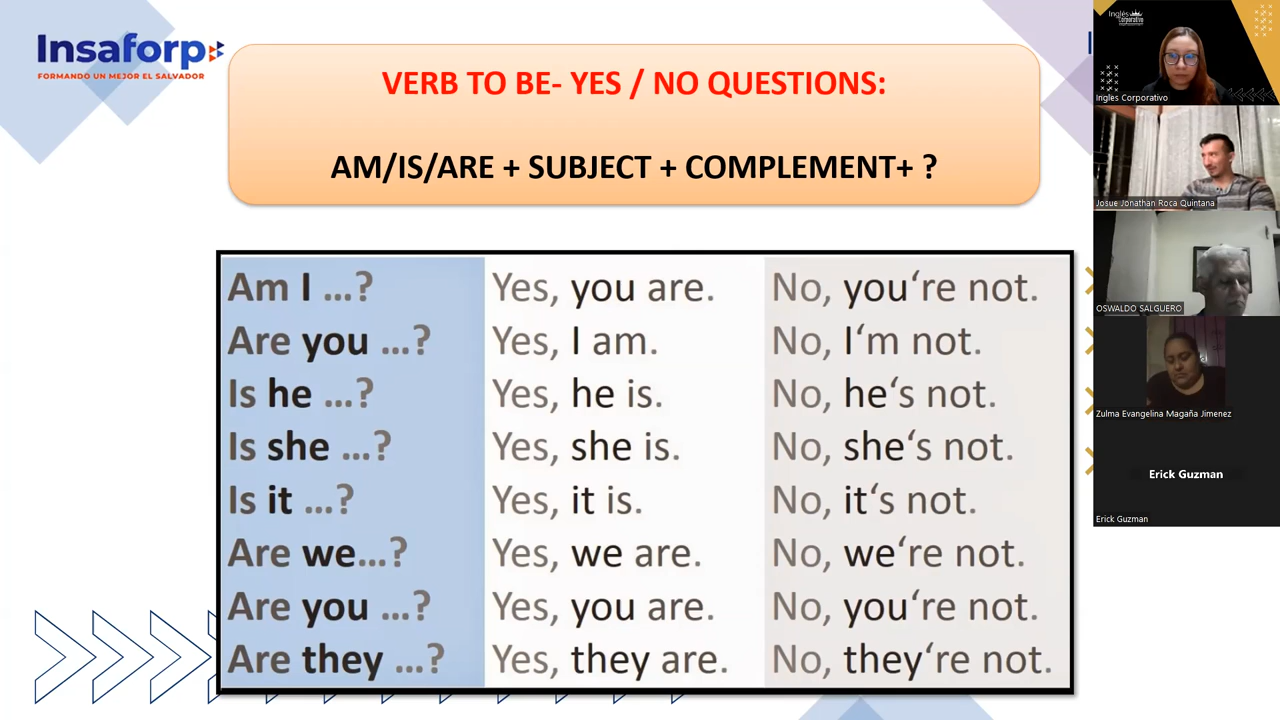 Insaforp
FORMANDO UN MEJOR EL SALVADOR
VERB TO BE- YES / NO QUESTIONS:
AM/IS/ARE + SUBJECT + COMPLEMENT+ ?
Am I ...? Yes, you are. No, you‘re not.
Are you ...? Yes, I am. No, I‘m not.
Is he ...? Yes, he is. No, he‘s not.
Is she ...? Yes, she is. No, she‘s not.
Is it ...? Yes, it is. No, it‘s not.
Are we...? Yes, we are. No, we‘re not.
Are you ...? Yes, you are. No, you‘re not.
Are they ...? Yes, they are. No, they‘re not.
Inglés
Corporativo
Ingles Corporativo
Josue Jonathan Roca Quintana
OSWALDO SALGUERO
Zulma Evangelina Magaña Jimenez
Erick Guzman
Erick Guzman